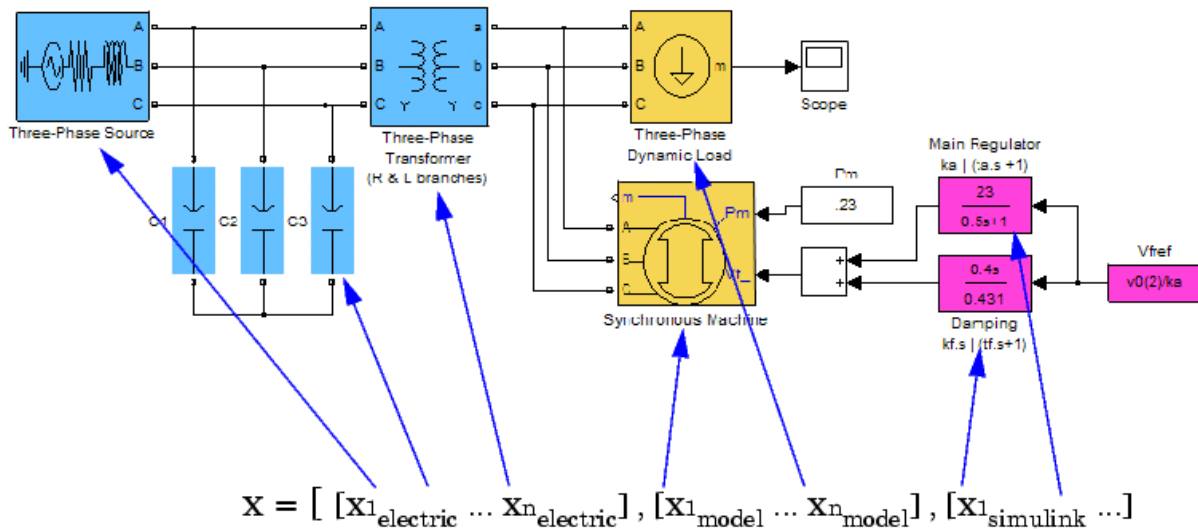 A
B
C
Three-Phase Source
A
B
C
a
b
c
Y Y
Three-Phase
Transformer
(R & L branches)
A
B
C
m
Three-Phase
Dynamic Load
Scope
C1
C2
C3
m
A
B
C
Pm
Vf_
Synchronous Machine
Pm
.23
+
+
Main Regulator
ka | (ta.s +1)
23
0.5s+1
0.4s
0.431
Damping
kf.s | (tf.s+1)
Vfref
v0(2)/ka
x = [ [x1electric ... xnelectric] , [x1model ... xnmodel] , [x1simulink ...]